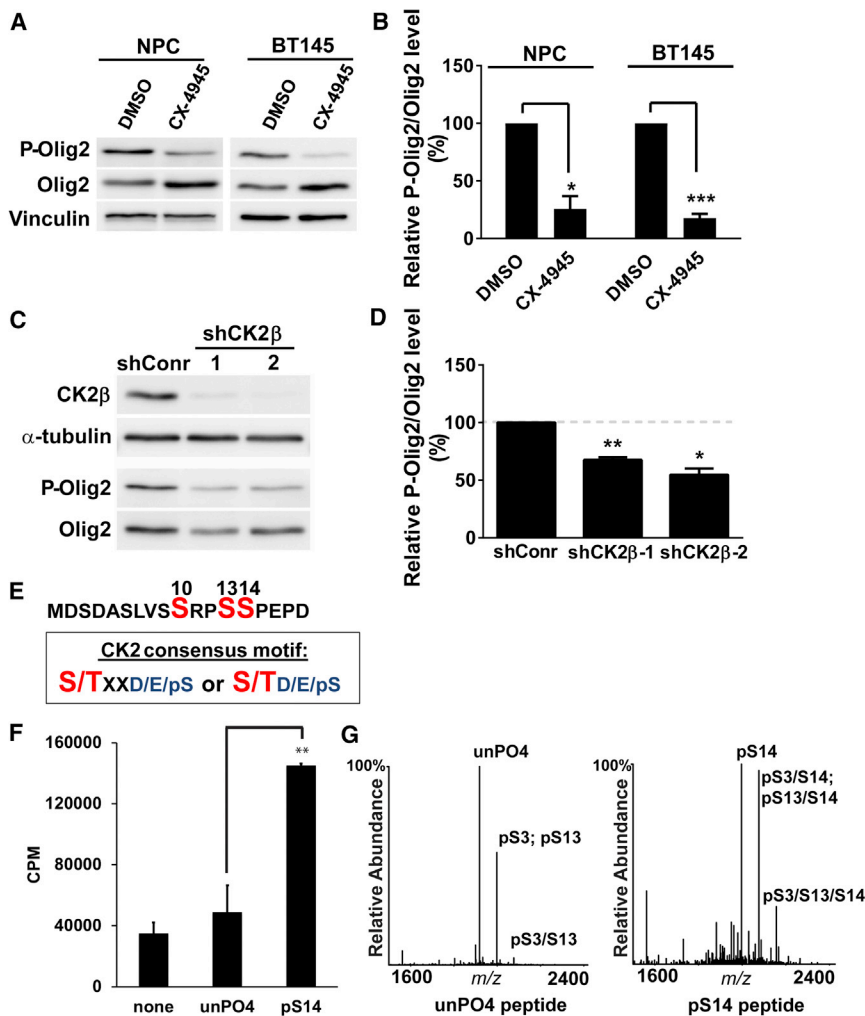 A
NPC
BT145
DMSO
CX-4945
DMSO
CX-4945
P-Olig2
Olig2
Vinculin
B
Relative P-Olig2/Olig2 level
(%)
NPC
BT145
150
100
50
0
*
***
DMSO
CX-4945
DMSO
CX-4945
C
shCK2β
shConr
1
2
CK2β
α-tubulin
P-Olig2
Olig2
D
Relative P-Olig2/Olig2 level
(%)
150
100
50
0
**
*
shConr
shCK2β-1
shCK2β-2
E
10 1314
MDSDASLVSSRPSSPEPD
CK2 consensus motif:
S/TXXD/E/pS or S/TD/E/pS
F
CPM
160000
120000
80000
40000
0
**
none
unPO4
pS14
G
Relative Abundance
100%
unPO4
pS3; pS13
pS3/S13
1600
m/z
2400
unPO4 peptide
Relative Abundance
100%
pS14
pS3/S14;
pS13/S14
pS3/S13/S14
1600
m/z
2400
pS14 peptide